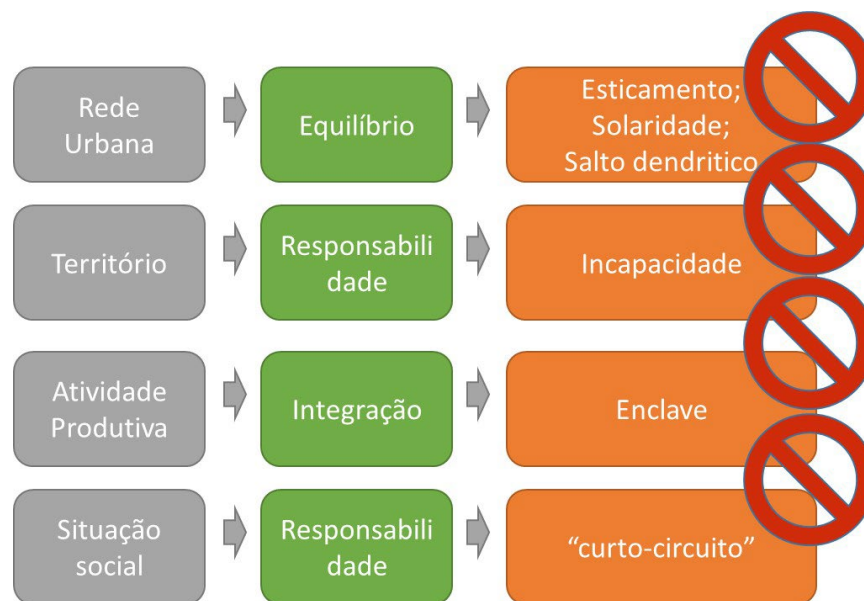 Rede
Urbana
Equilíbrio
Esticamento;
Solaridade;
Salto dendritico
Território
Responsabili
dade
Incapacidade
Atividade
Produtiva
Integração
Enclave
Situação
social
Responsabili
dade
“curto-circuito”